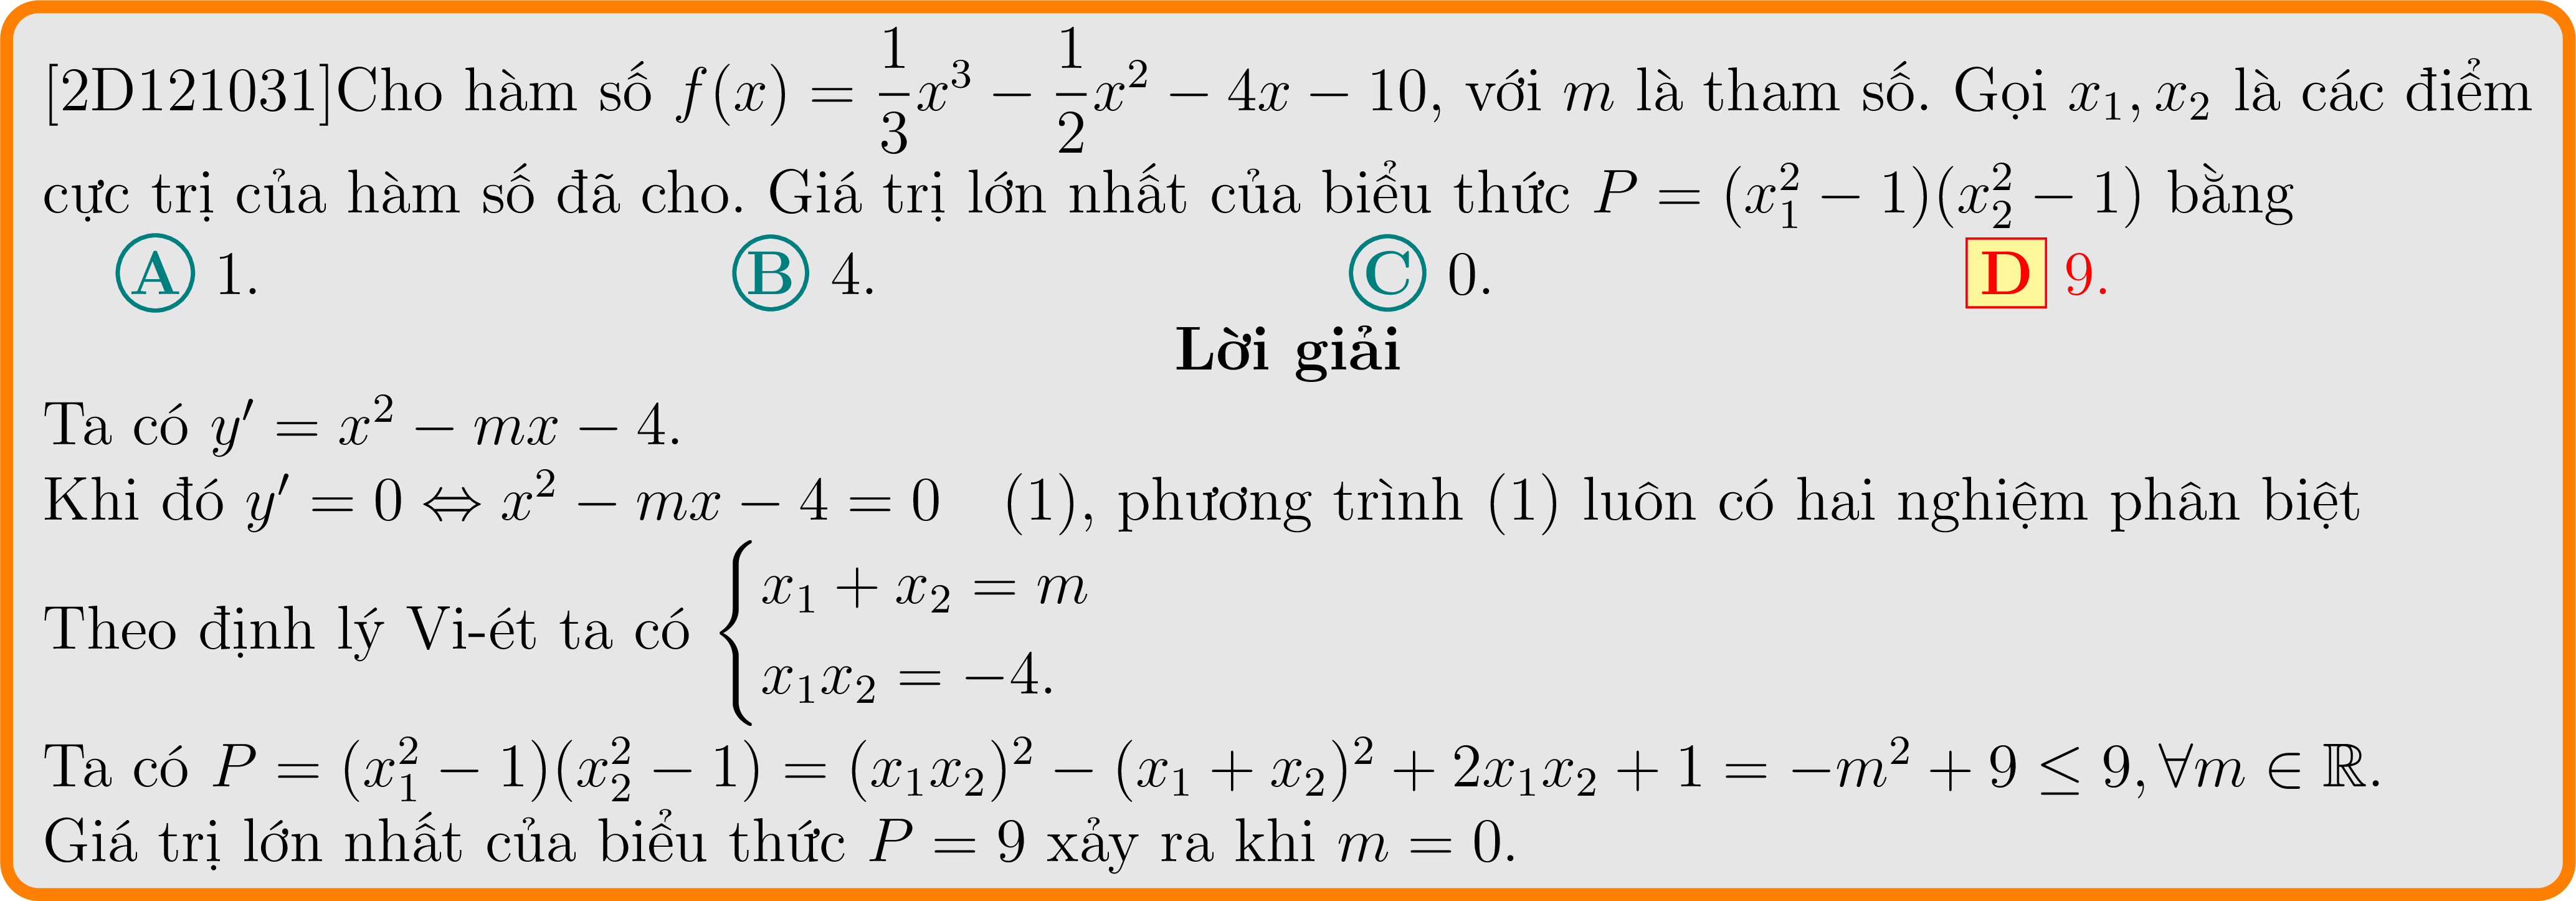 [2D121031]Cho hàm số f(x) = \frac{1}{3}x^3 − \frac{1}{2}x^2 − 4x − 10, với m là tham số. Gọi x_1, x_2 là các điểm
cực trị của hàm số đã cho. Giá trị lớn nhất của biểu thức P = (x_1^2 − 1)(x_2^2 − 1) bằng
A 1. B 4. C 0. D 9.
Lời giải
Ta có y′ = x^2 − mx − 4.
Khi đó y′ = 0 ⇔ x^2 − mx − 4 = 0 (1), phương trình (1) luôn có hai nghiệm phân biệt
Theo định lý Vi-ét ta có \begin{cases} x_1 + x_2 = m \\ x_1x_2 = −4. \end{cases}
Ta có P = (x_1^2 − 1)(x_2^2 − 1) = (x_1x_2)^2 − (x_1 + x_2)^2 + 2x_1x_2 + 1 = −m^2 + 9 ≤ 9, ∀m ∈ ℝ.
Giá trị lớn nhất của biểu thức P = 9 xảy ra khi m = 0.